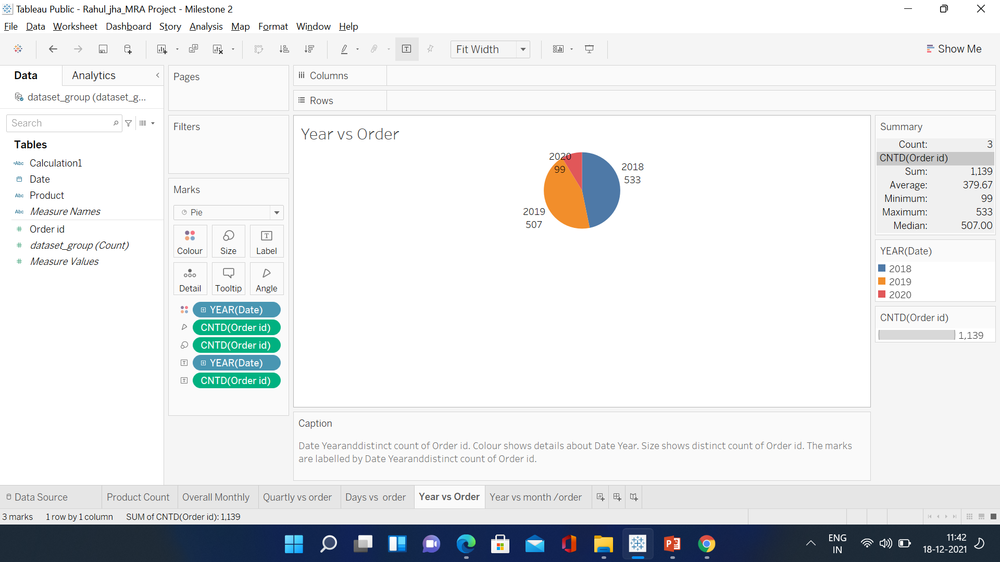 Tableau Public - Rahul_jha_MRA Project - Milestone 2
File Data Worksheet Dashboard Story Analysis Map Format Window Help
Fit Width
Show Me
Data Analytics
dataset_group (dataset_g...
Search
Tables
Calculation1
Date
Product
Measure Names
Order id
dataset_group (Count)
Measure Values
Pages
Filters
Marks
Pie
Colour Size Label
Detail Tooltip Angle
YEAR(Date)
CNTD(Order id)
CNTD(Order id)
YEAR(Date)
CNTD(Order id)
Columns
Rows
Year vs Order
2020
99
2018
533
2019
507
Caption
Date Yearanddistinct count of Order id. Colour shows details about Date Year. Size shows distinct count of Order id. The marks
are labelled by Date Yearanddistinct count of Order id.
Summary
Count: 3
CNTD(Order id)
Sum: 1,139
Average: 379.67
Minimum: 99
Maximum: 533
Median: 507.00
YEAR(Date)
2018
2019
2020
CNTD(Order id)
1,139
Data Source Product Count Overall Monthly Quartly vs order Days vs order Year vs Order Year vs month /order
3 marks 1 row by 1 column SUM of CNTD(Order id): 1,139
ENG
IN
11:42
18-12-2021